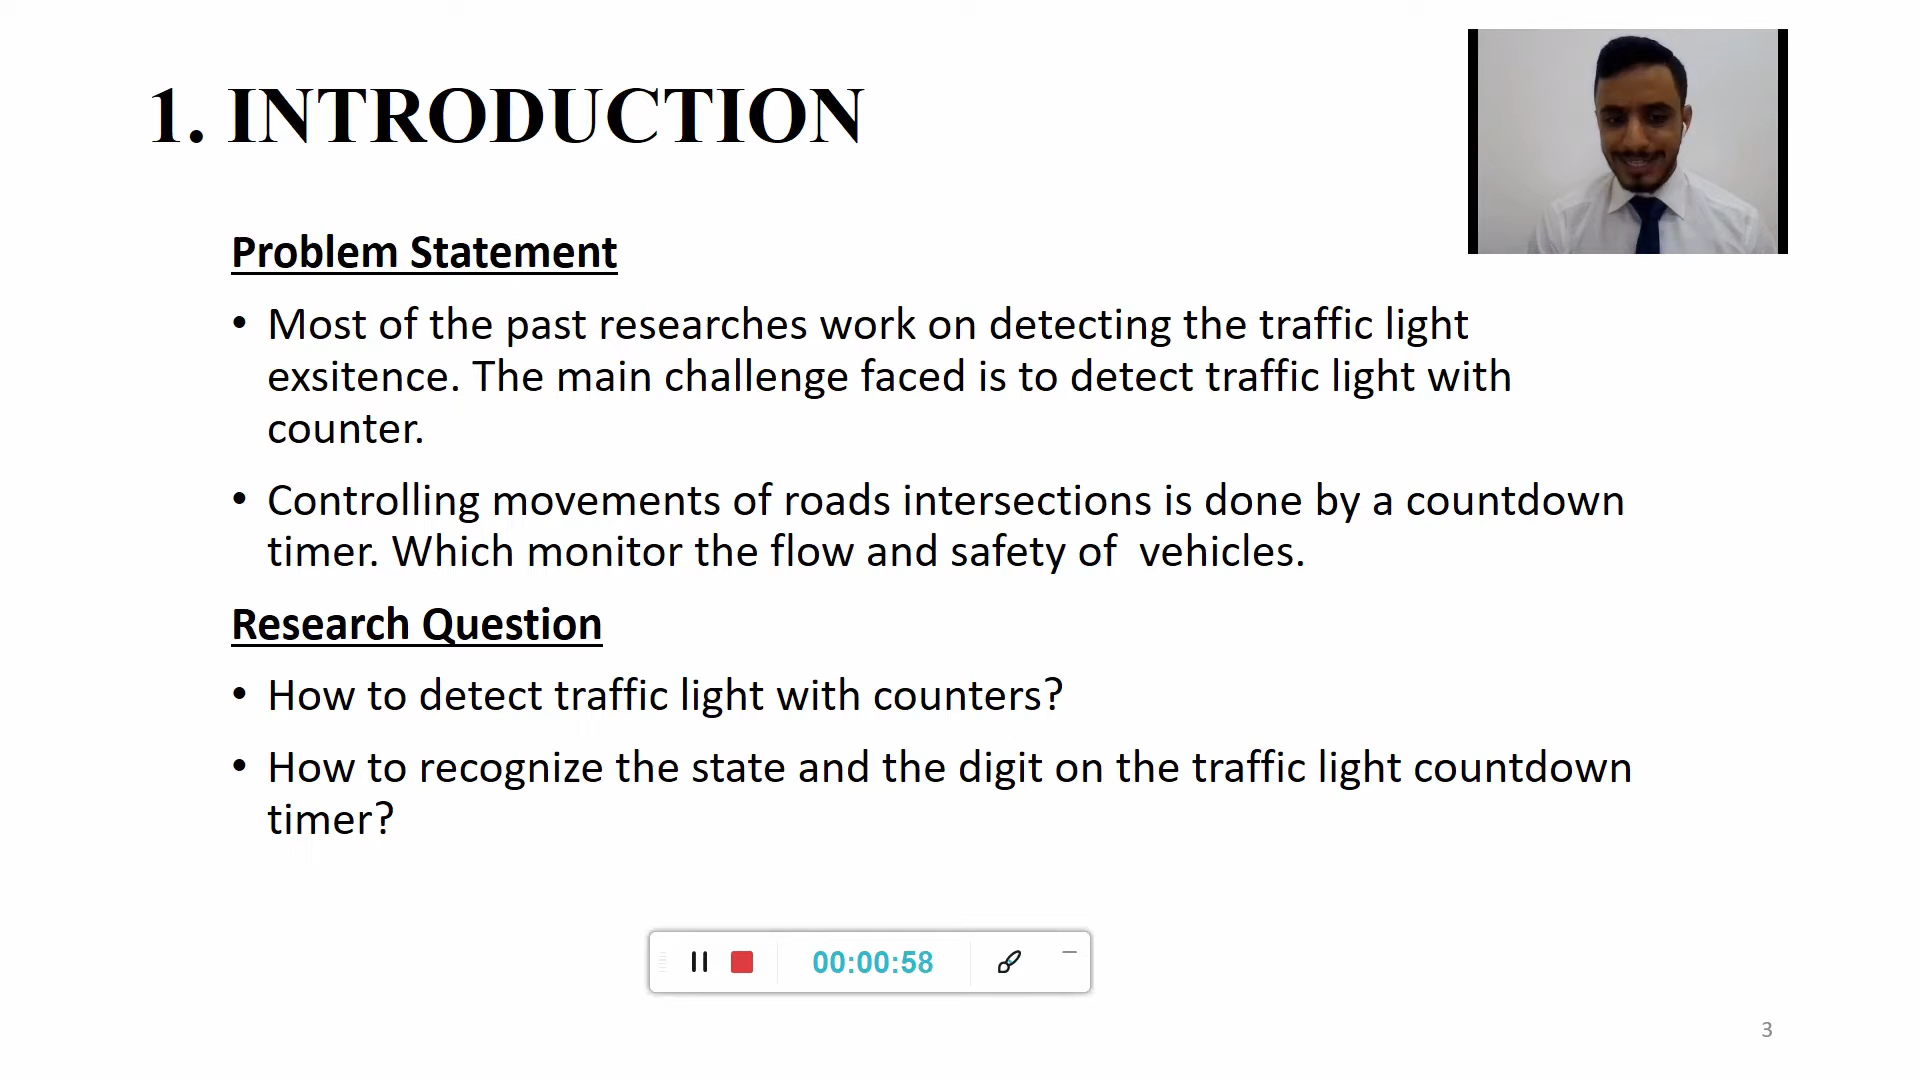 1. INTRODUCTION
Problem Statement
• Most of the past researches work on detecting the traffic light
exsitence. The main challenge faced is to detect traffic light with
counter.
• Controlling movements of roads intersections is done by a countdown
timer. Which monitor the flow and safety of  vehicles.
Research Question
• How to detect traffic light with counters?
• How to recognize the state and the digit on the traffic light countdown
timer?
00:00:58
3